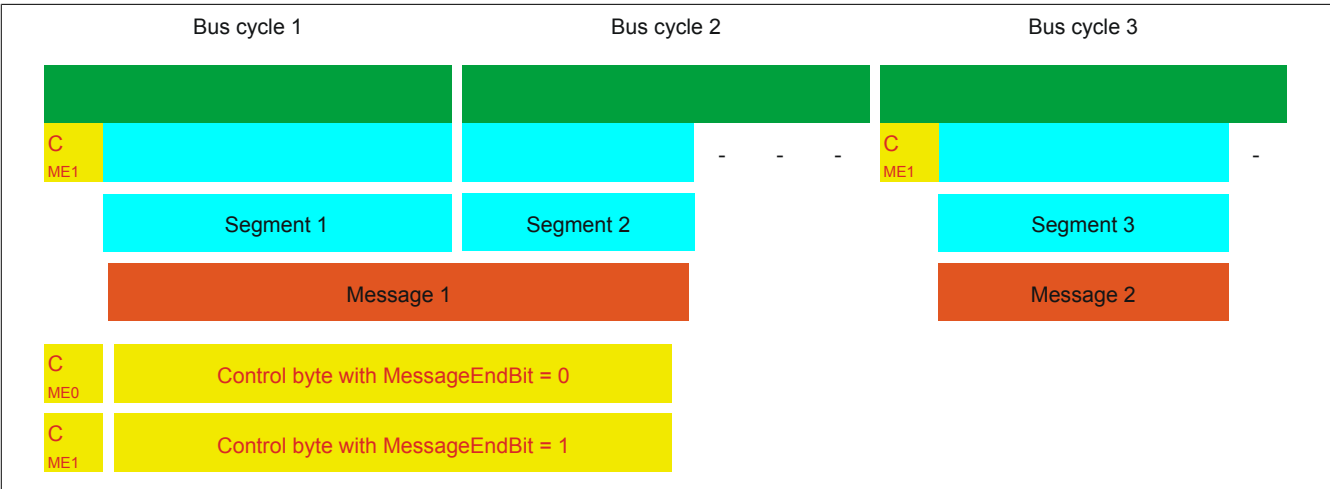 Bus cycle 1 Bus cycle 2 Bus cycle 3
C C
ME1 - - - ME1 -
Segment 1 Segment 2 Segment 3
Message 1 Message 2
C
ME0 Control byte with MessageEndBit = 0
C
ME1 Control byte with MessageEndBit = 1